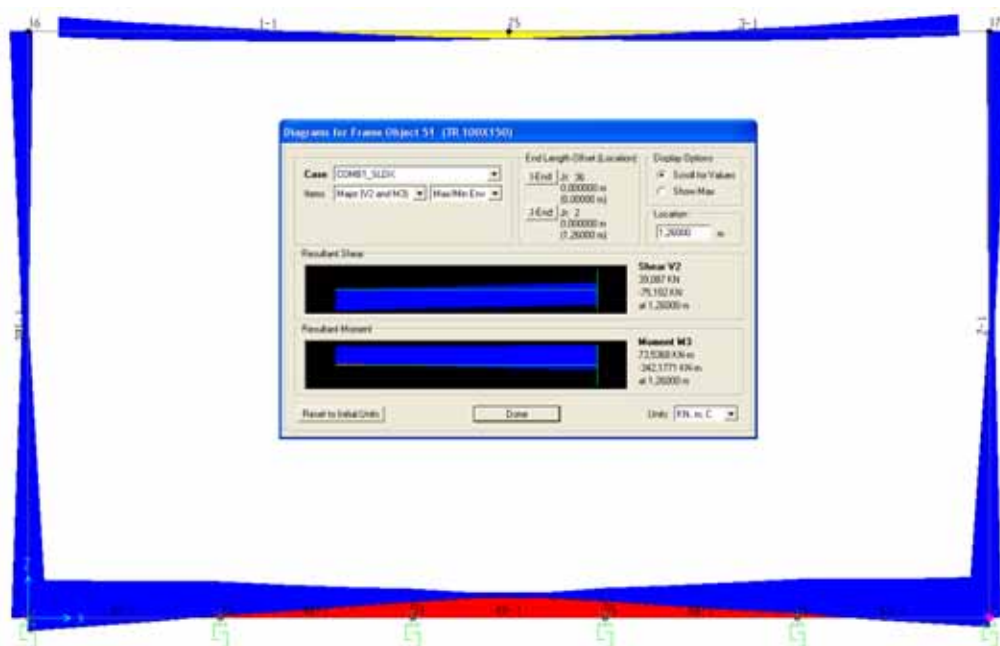 16
1-1
25
3-1
17
Diagrams for Frame Object 51 (TR 100X150)
Case COMB1_SLDX
Items Major (V2 and M3) Max/Min Env
End Length Offset (Location)
I-End Jt: 36
0.000000 m
(0.00000 m)
J-End Jt: 2
0.000000 m
(1.26000 m)
Display Options
Scroll for Values
Show Max
Location
1.26000 m
Resultant Shear
Shear V2
39,087 KN
at 1.26000 m
Resultant Moment
Moment M3
73,5368 KN-m
-342,1771 KN-m
at 1.26000 m
Reset to Initial Units
Done
Units KN, m, C
2-1